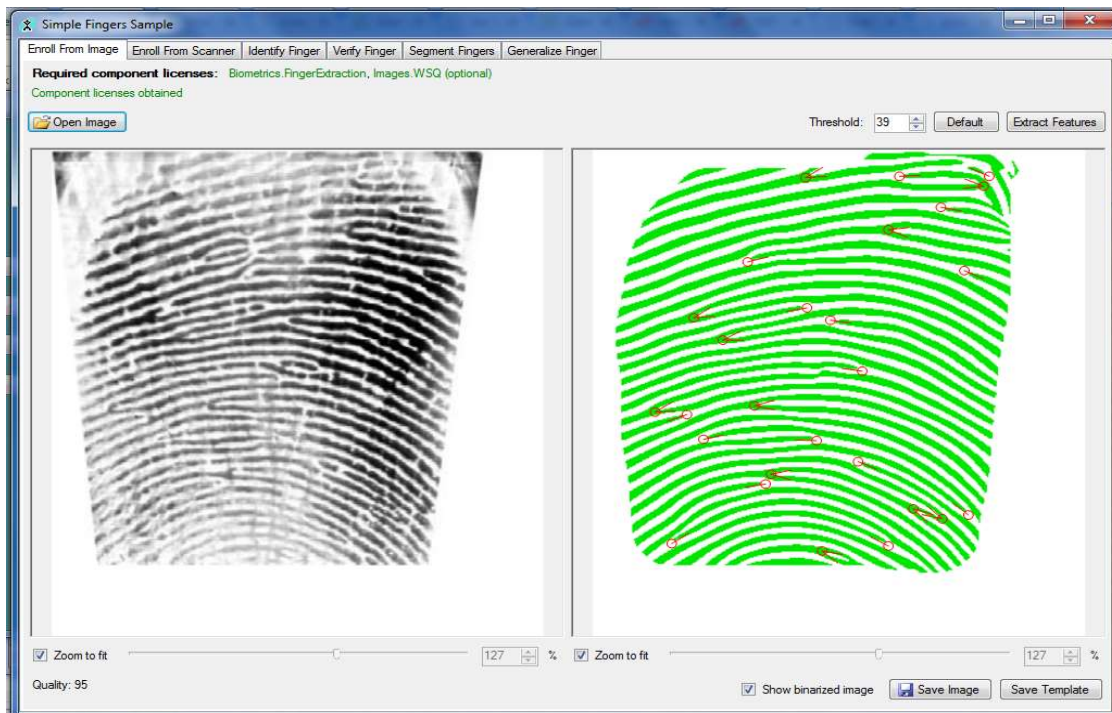 Simple Fingers Sample
Enroll From Image Enroll From Scanner Identify Finger Verify Finger Segment Fingers Generalize Finger
Required component licenses: Biometrics.FingerExtraction, Images.WSQ (optional)
Component licenses obtained
Open Image Threshold: 39 Default Extract Features
Zoom to fit 127 % Zoom to fit 127 %
Quality: 95
Show binarized image Save Image Save Template